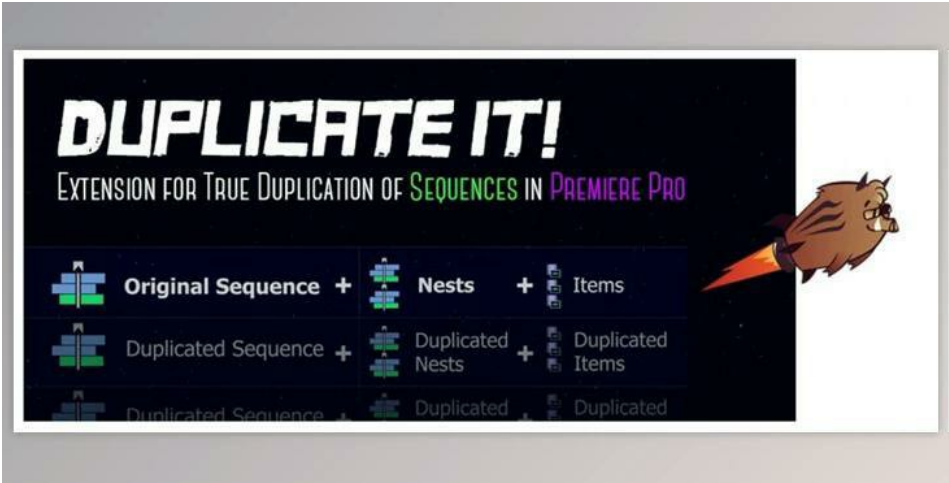 DUPLICATE IT!
EXTENSION FOR TRUE DUPLICATION OF SEQUENCES IN PREMIERE PRO
Original Sequence + Nests + Items
Duplicated Sequence + Duplicated Nests + Duplicated Items
Duplicated Sequence + Duplicated + Duplicated